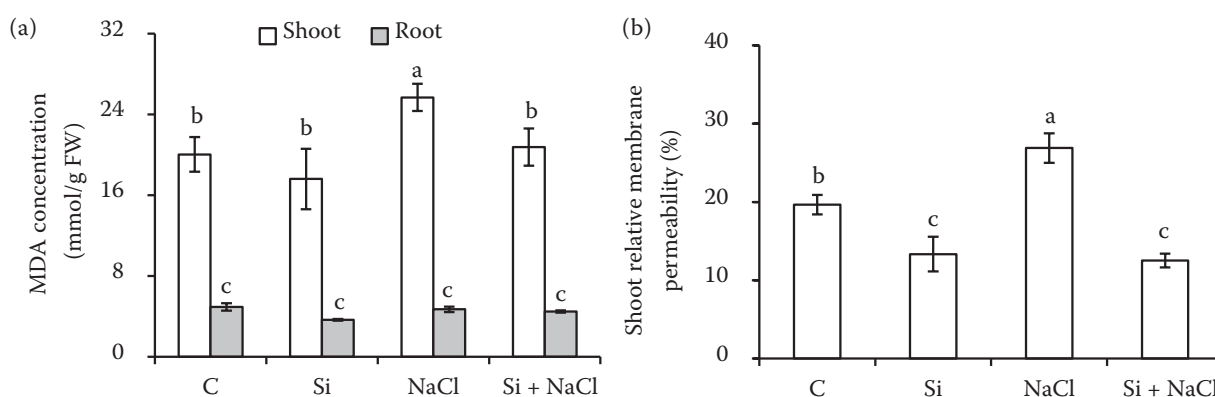 (a)
MDA concentration
(mmol/g FW)
32
24
16
8
0
Shoot
Root
b
c
b
c
a
c
b
c
C
Si
NaCl
Si + NaCl
(b)
Shoot relative membrane
permeability (%)
40
30
20
10
0
b
c
a
c
C
Si
NaCl
Si + NaCl